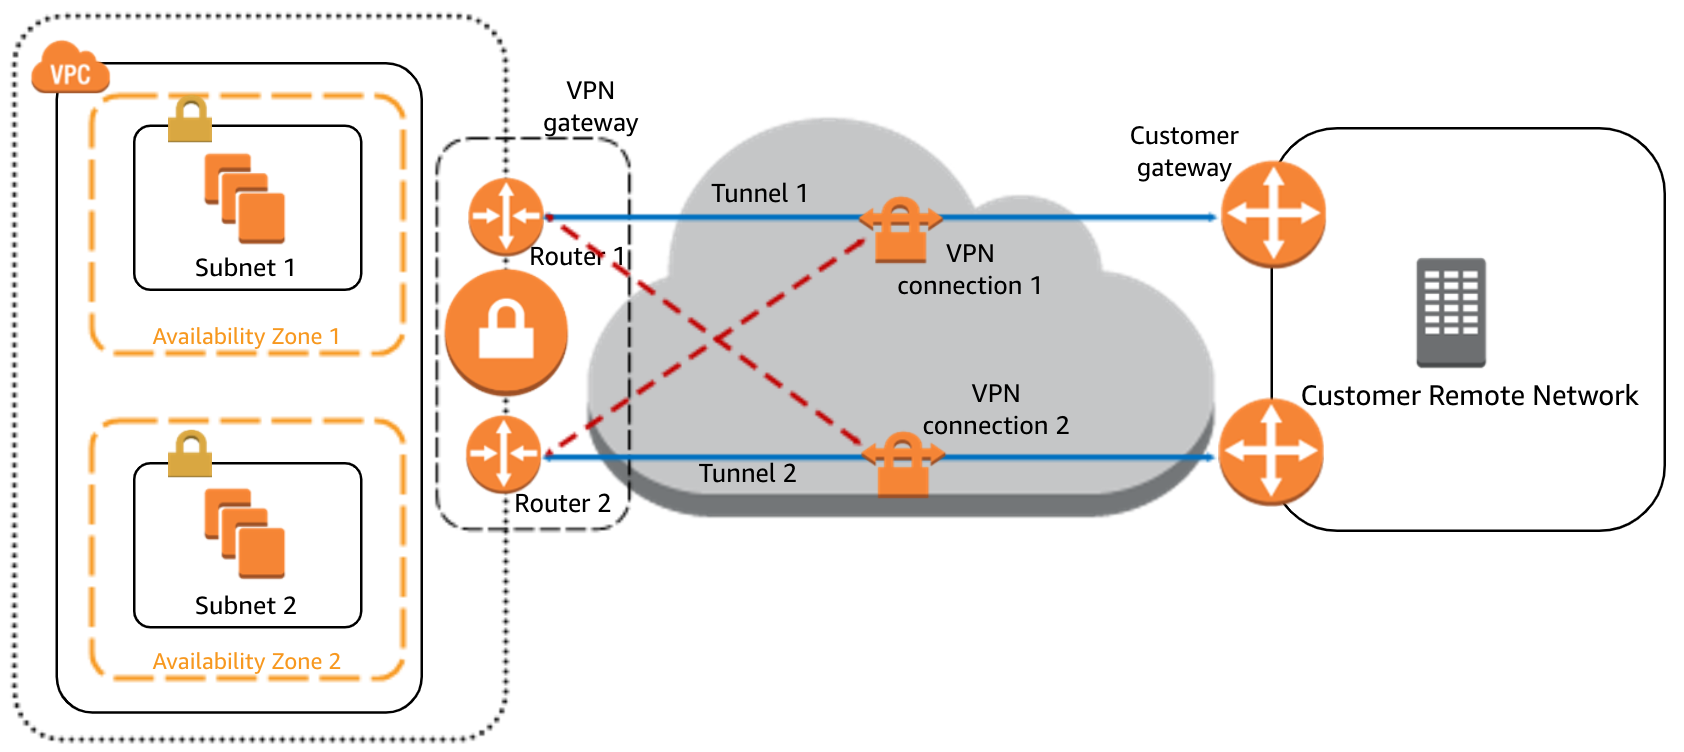 VPC
Subnet 1
Availability Zone 1
Subnet 2
Availability Zone 2
VPN
gateway
Router 1
Router 2
Tunnel 1
VPN
connection 1
VPN
connection 2
Tunnel 2
Customer
gateway
Customer Remote Network